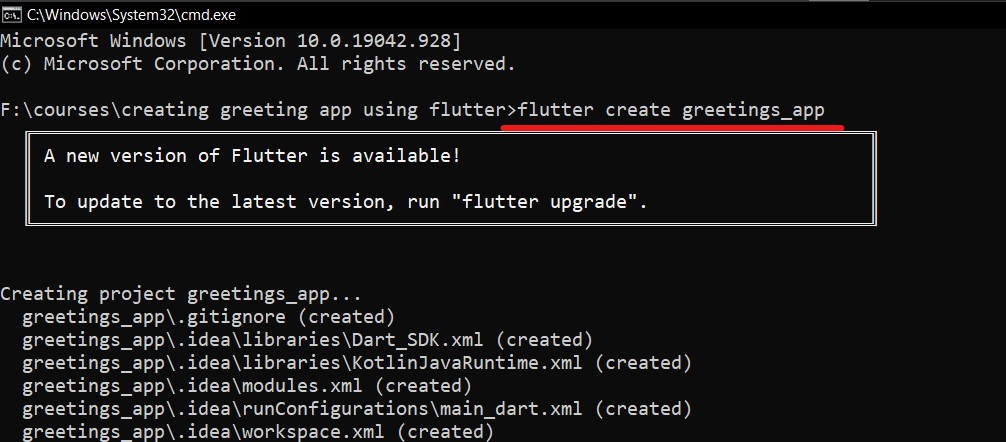 C:\Windows\System32\cmd.exe
Microsoft Windows [Version 10.0.19042.928]
(c) Microsoft Corporation. All rights reserved.
F:\courses\creating greeting app using flutter>flutter create greetings_app
A new version of Flutter is available!
To update to the latest version, run "flutter upgrade".
Creating project greetings_app...
greetings_app\.gitignore (created)
greetings_app\.idea\libraries\Dart_SDK.xml (created)
greetings_app\.idea\libraries\KotlinJavaRuntime.xml (created)
greetings_app\.idea\modules.xml (created)
greetings_app\.idea\runConfigurations\main_dart.xml (created)
greetings_app\.idea\workspace.xml (created)